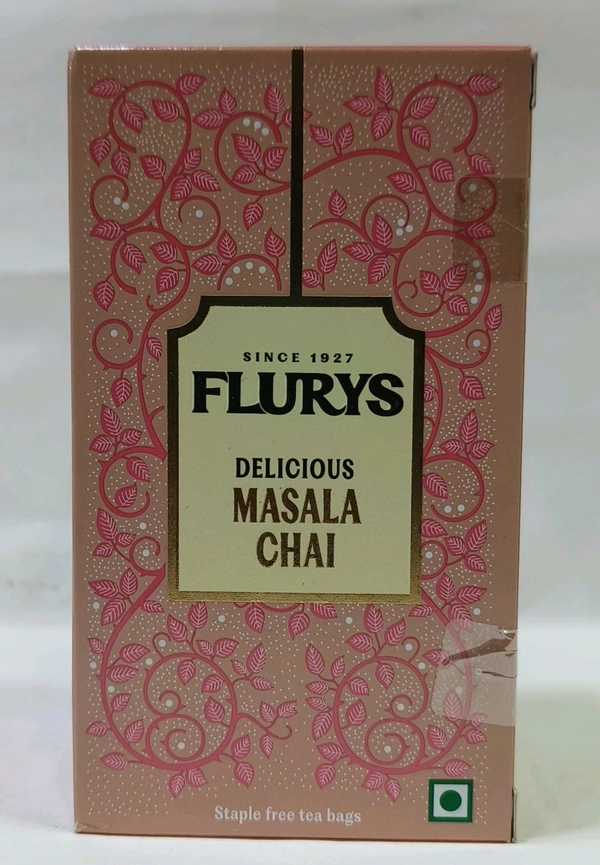 SINCE 1927
FLURYS
DELICIOUS
MASALA
CHAI
Staple free tea bags